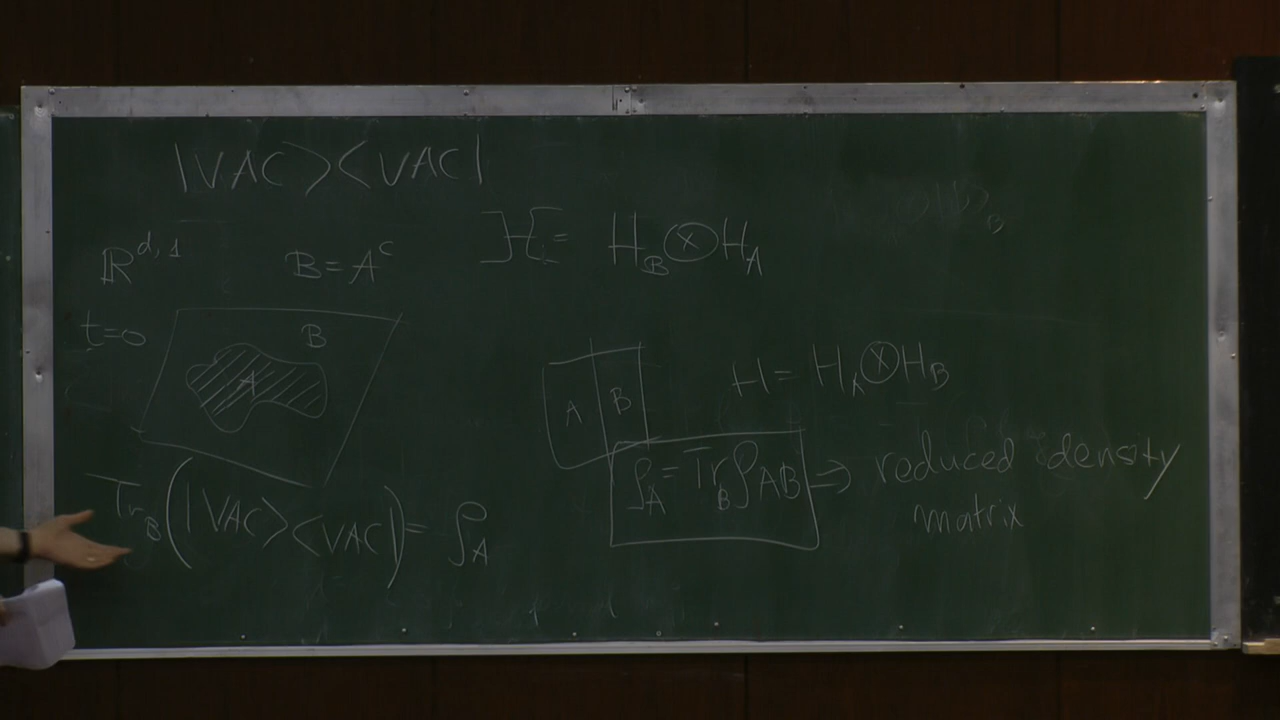 |VAC><VAC|
ℝ^{d,1}
B=A^c
H = H_B ⊗ H_A
t=0
B
A
A
B
H = H_A ⊗ H_B
ρ_A = Tr_B ρ_AB → reduced density
matrix
Tr_B(|VAC><VAC|) = ρ_A